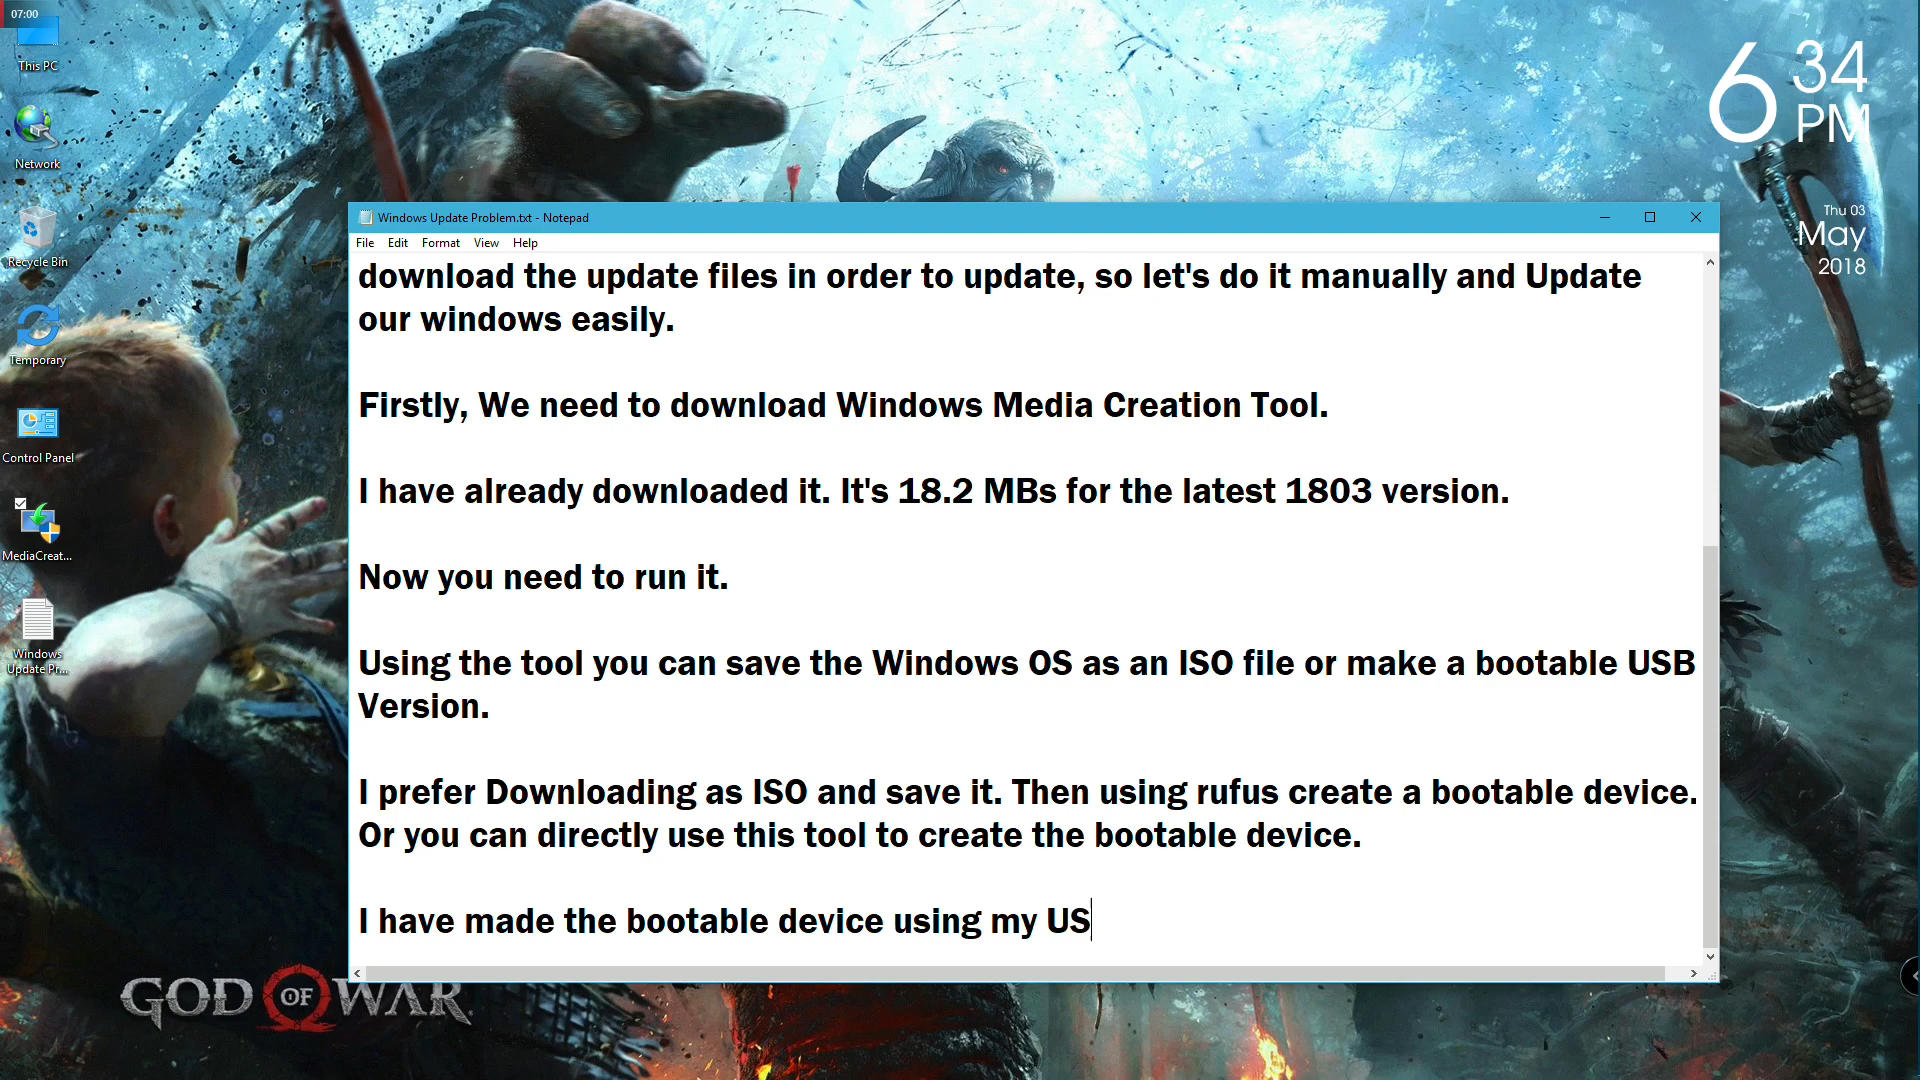 07:00
This PC
Network
Recycle Bin
Temporary
Control Panel
MediaCreat...
Windows
Update Pr...
6
34
PM
Thu 03
May
2018
Windows Update Problem.txt - Notepad
File Edit Format View Help
download the update files in order to update, so let's do it manually and Update
our windows easily.
Firstly, We need to download Windows Media Creation Tool.
I have already downloaded it. It's 18.2 MBs for the latest 1803 version.
Now you need to run it.
Using the tool you can save the Windows OS as an ISO file or make a bootable USB
Version.
I prefer Downloading as ISO and save it. Then using rufus create a bootable device.
Or you can directly use this tool to create the bootable device.
I have made the bootable device using my US
GOD OF WAR